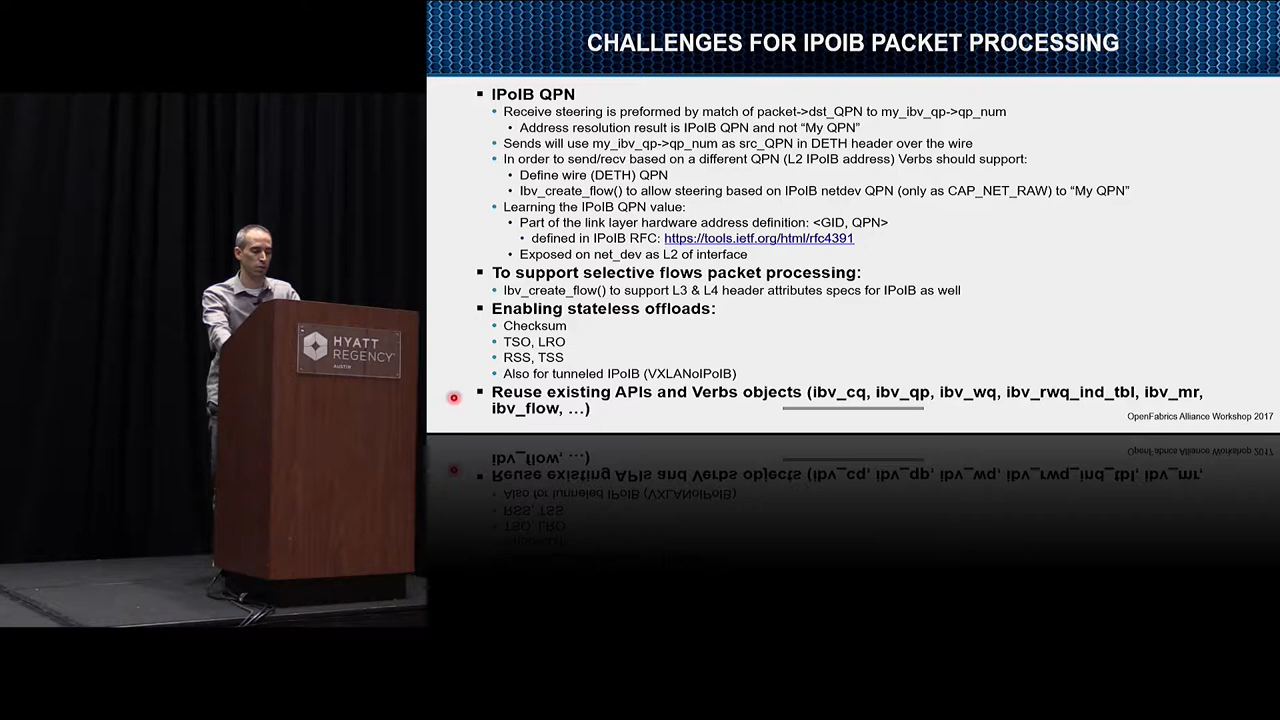 CHALLENGES FOR IPOIB PACKET PROCESSING
IPoIB QPN
Receive steering is preformed by match of packet->dst_QPN to my_ibv_qp->qp_num
Address resolution result is IPoIB QPN and not “My QPN”
Sends will use my_ibv_qp->qp_num as src_QPN in DETH header over the wire
In order to send/recv based on a different QPN (L2 IPoIB address) Verbs should support:
Define wire (DETH) QPN
Ibv_create_flow() to allow steering based on IPoIB netdev QPN (only as CAP_NET_RAW) to “My QPN”
Learning the IPoIB QPN value:
Part of the link layer hardware address definition: <GID, QPN>
defined in IPoIB RFC: https://tools.ietf.org/html/rfc4391
Exposed on net_dev as L2 of interface
To support selective flows packet processing:
Ibv_create_flow() to support L3 & L4 header attributes specs for IPoIB as well
Enabling stateless offloads:
Checksum
TSO, LRO
RSS, TSS
Also for tunneled IPoIB (VXLANoIPoIB)
Reuse existing APIs and Verbs objects (ibv_cq, ibv_qp, ibv_wq, ibv_rwq_ind_tbl, ibv_mr,
ibv_flow, …)
OpenFabrics Alliance Workshop 2017
HYATT
REGENCY
AUSTIN